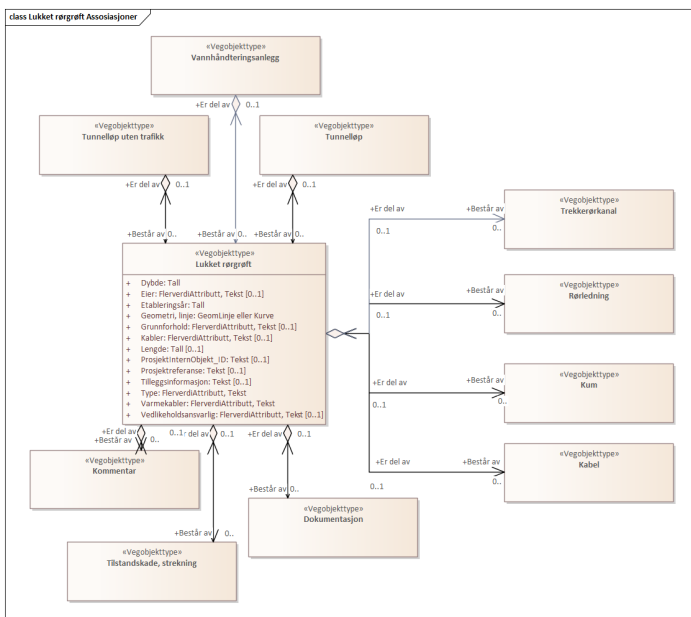 class Lukket rørgrøft Assosiasjoner
«Vegobjekttype»
Vannhåndteringsanlegg
+Er del av 0..1
«Vegobjekttype»
Tunnelløp uten trafikk
«Vegobjekttype»
Tunnelløp
+Er del av 0..1
+Er del av 0..1
+Består av 0..
+Består av 0..
+Består av 0..
«Vegobjekttype»
Lukket rørgrøft
+ Dybde: Tall
+ Eier: FlerverdiAttributt, Tekst [0..1]
+ Etableringsår: Tall
+ Geometri, linje: GeomLinje eller Kurve
+ Grunnforhold: FlerverdiAttributt, Tekst [0..1]
+ Kabler: FlerverdiAttributt, Tekst [0..1]
+ Lengde: Tall [0..1]
+ ProsjektInternObjekt_ID: Tekst [0..1]
+ Prosjektreferanse: Tekst [0..1]
+ Tilleggsinformasjon: Tekst [0..1]
+ Type: FlerverdiAttributt, Tekst
+ Varmekabler: FlerverdiAttributt, Tekst
+ Vedlikeholdsansvarlig: FlerverdiAttributt, Tekst [0..1]
+Er del av
0..1
+Består av
0..
«Vegobjekttype»
Trekkerørkanal
+Er del av
0..1
+Består av
0..
«Vegobjekttype»
Rørledning
+Er del av
0..1
+Består av
0..
«Vegobjekttype»
Kum
+Er del av
0..1
+Består av
0..
«Vegobjekttype»
Kabel
+Er del av 0..1
+Består av 0..
«Vegobjekttype»
Kommentar
r del av 0..1
+Består av 0..
«Vegobjekttype»
Tilstandskade, strekning
+Er del av 0..1
+Består av 0..
«Vegobjekttype»
Dokumentasjon